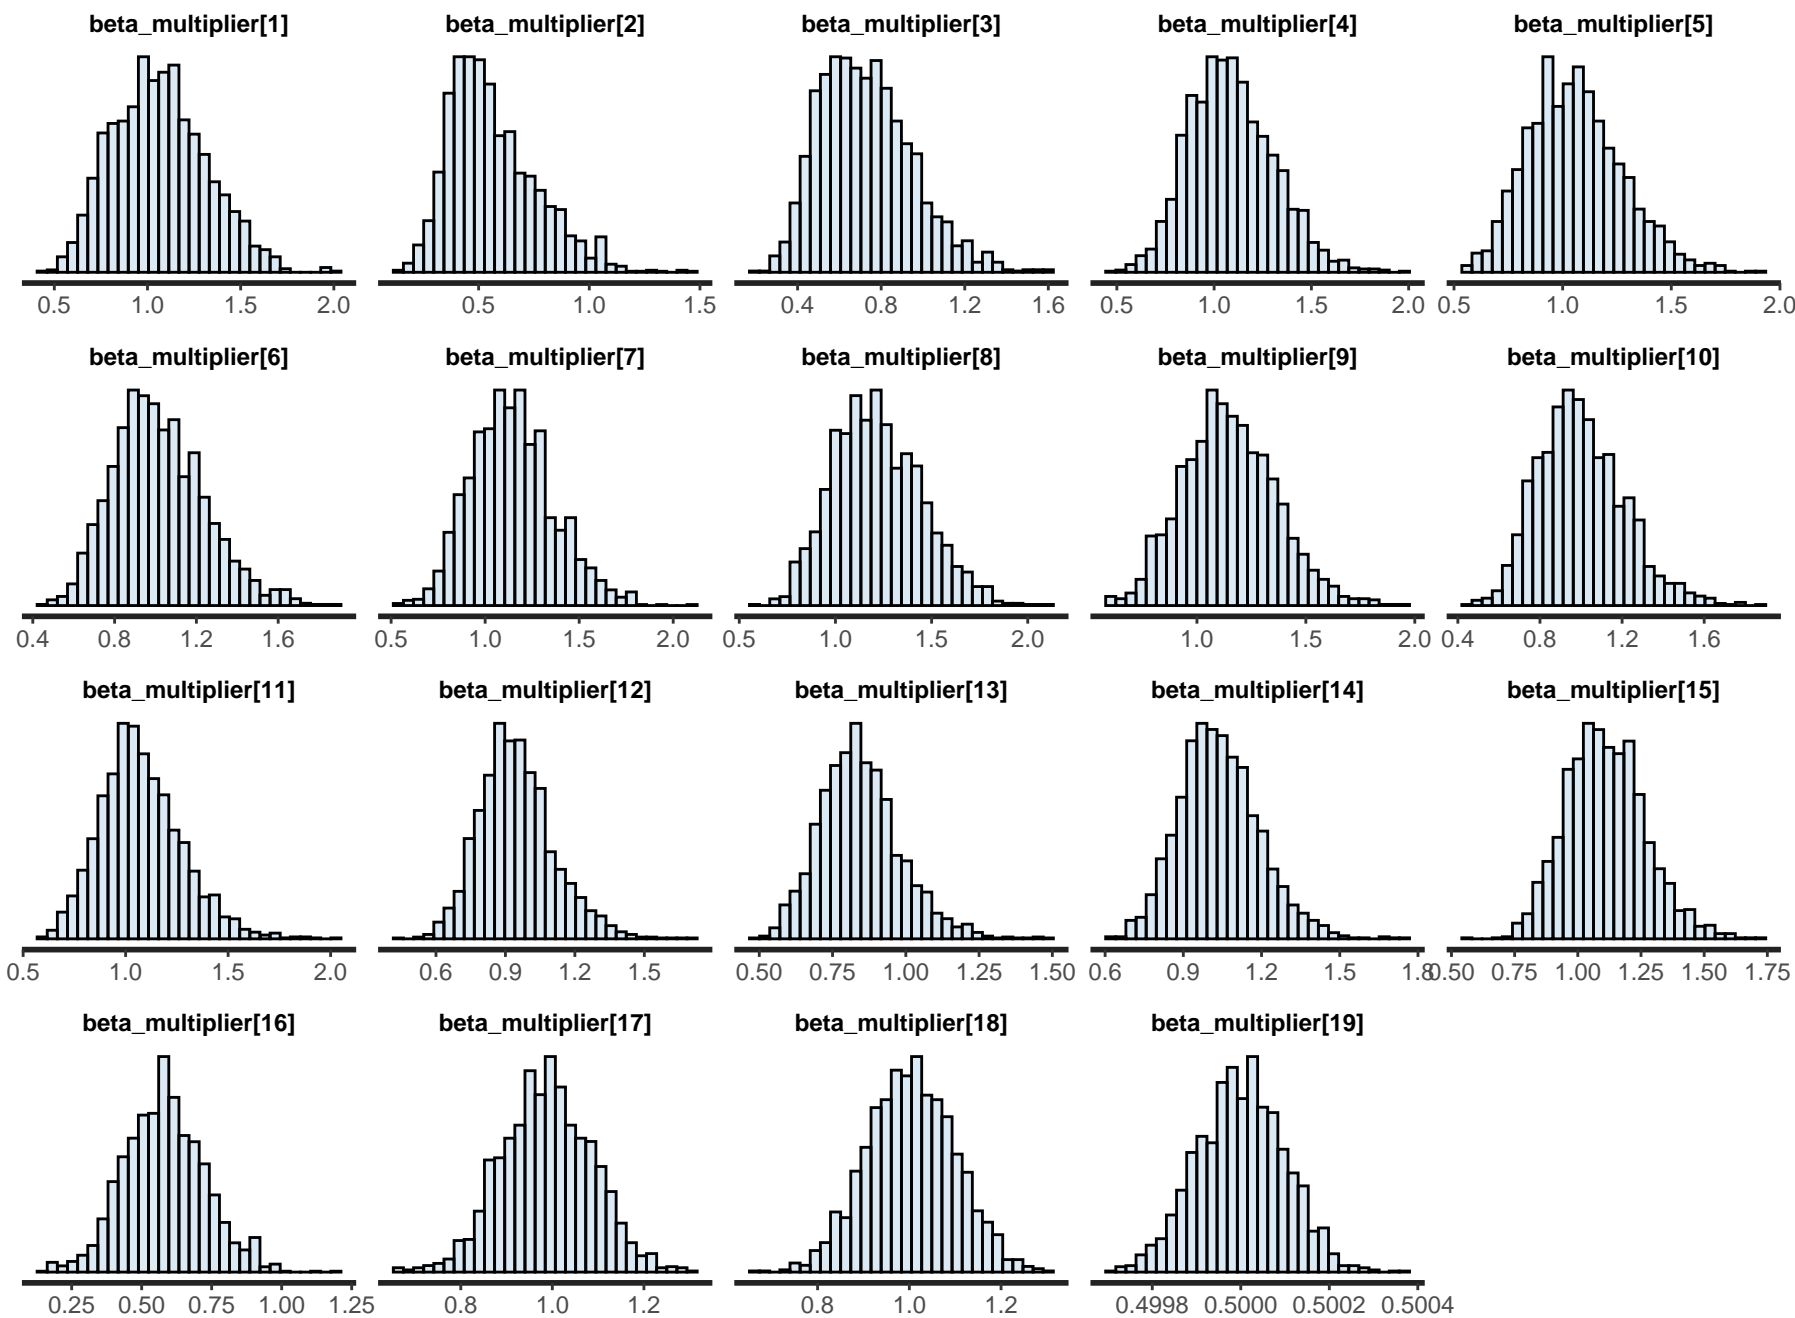 beta_multiplier[1] beta_multiplier[2] beta_multiplier[3] beta_multiplier[4] beta_multiplier[5]
0.5 1.0 1.5 2.0 0.5 1.0 1.5 0.4 0.8 1.2 1.6 0.5 1.0 1.5 2.0 0.5 1.0 1.5 2.0
beta_multiplier[6] beta_multiplier[7] beta_multiplier[8] beta_multiplier[9] beta_multiplier[10]
0.4 0.8 1.2 1.6 0.5 1.0 1.5 2.0 0.5 1.0 1.5 2.0 1.0 1.5 2.0 0.4 0.8 1.2 1.6
beta_multiplier[11] beta_multiplier[12] beta_multiplier[13] beta_multiplier[14] beta_multiplier[15]
0.5 1.0 1.5 2.0 0.6 0.9 1.2 1.5 0.50 0.75 1.00 1.25 1.50 0.6 0.9 1.2 1.5 1.8 0.50 0.75 1.00 1.25 1.50 1.75
beta_multiplier[16] beta_multiplier[17] beta_multiplier[18] beta_multiplier[19]
0.25 0.50 0.75 1.00 1.25 0.8 1.0 1.2 0.8 1.0 1.2 0.4998 0.5000 0.5002 0.5004